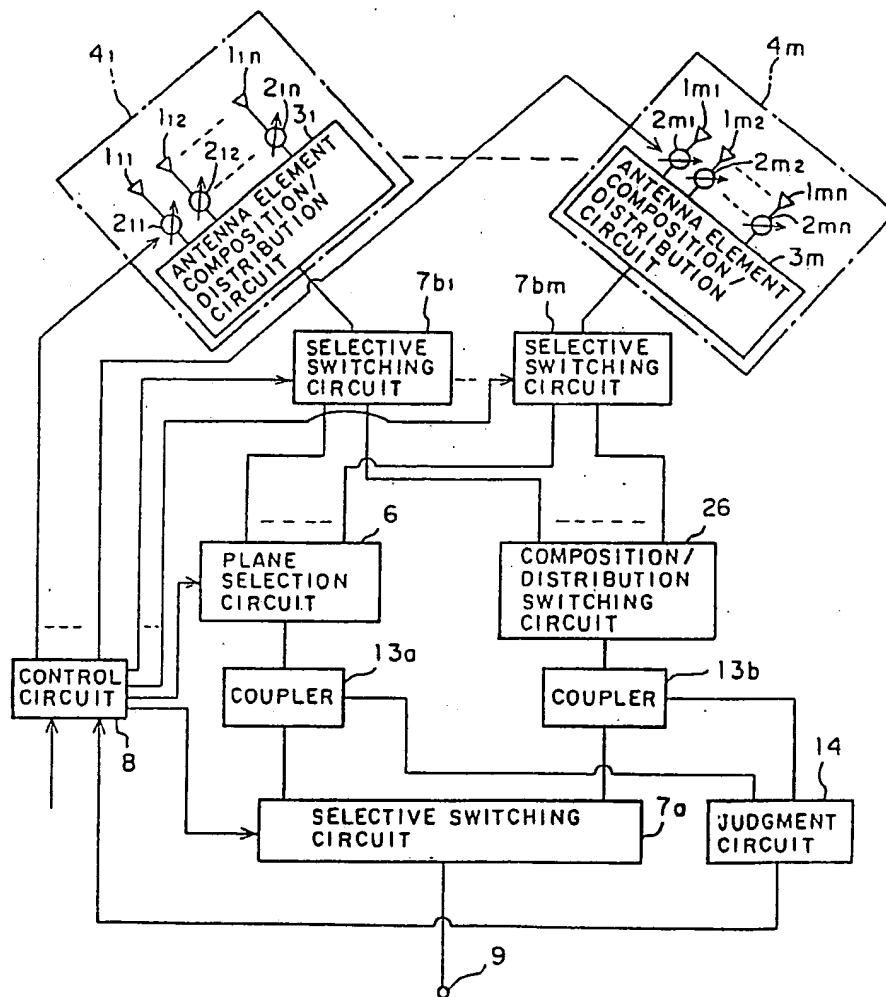 41
4m
11n
21n
31
112
212
111
211
ANTENNA ELEMENT
COMPOSITION/
DISTRIBUTION
CIRCUIT
1m1
2m1
1m2
2m2
1mn
2mn
3m
ANTENNA ELEMENT
COMPOSITION/
DISTRIBUTION
CIRCUIT
7b1
SELECTIVE
SWITCHING
CIRCUIT
7bm
SELECTIVE
SWITCHING
CIRCUIT
6
PLANE
SELECTION
CIRCUIT
26
COMPOSITION/
DISTRIBUTION
SWITCHING
CIRCUIT
CONTROL
CIRCUIT
8
13a
COUPLER
13b
COUPLER
14
JUDGMENT
CIRCUIT
SELECTIVE SWITCHING
CIRCUIT
7a
9